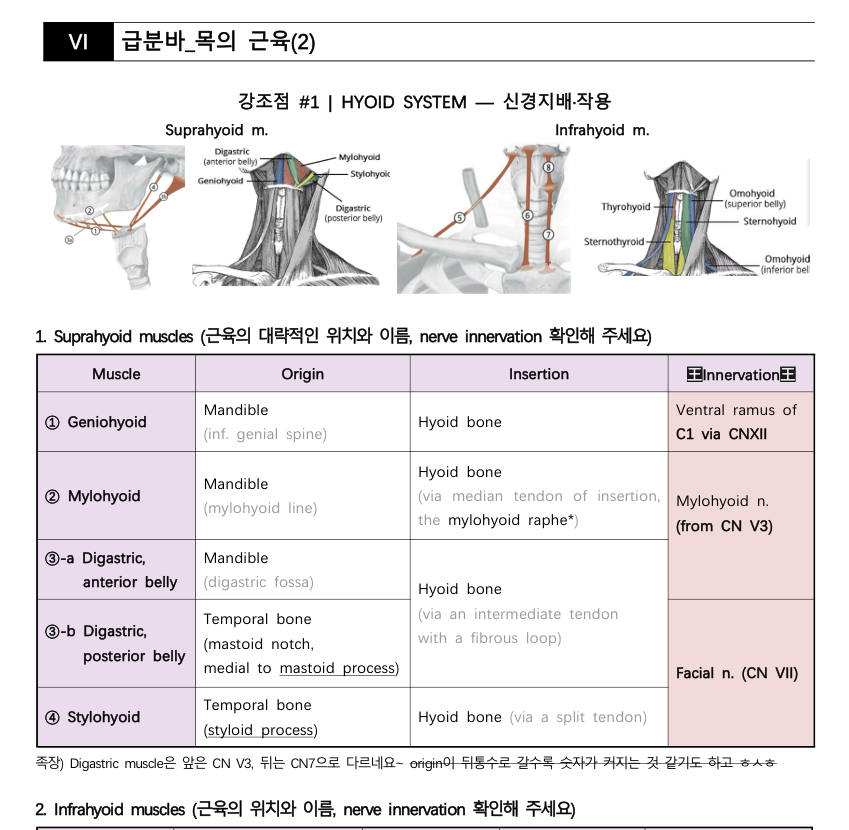 VI 급분바_목의 근육(2)
강조점 #1 | HYOID SYSTEM — 신경지배·작용
Suprahyoid m.
Infrahyoid m.
Digastric
(anterior belly)
Mylohyoid
Stylohyoid
Geniohyoid
Digastric
(posterior belly)
① ② ③a ③b ④
⑤ ⑥ ⑦ ⑧
Thyrohyoid
Omohyoid
(superior belly)
Sternohyoid
Sternothyroid
Omohyoid
(inferior bel
1. Suprahyoid muscles (근육의 대략적인 위치와 이름, nerve innervation 확인해 주세요)
Muscle Origin Insertion Innervation
① Geniohyoid
Mandible
(inf. genial spine)
Hyoid bone
Ventral ramus of
C1 via CNXII
② Mylohyoid
Mandible
(mylohyoid line)
Hyoid bone
(via median tendon of insertion,
the mylohyoid raphe*)
Mylohyoid n.
(from CN V3)
③-a Digastric,
anterior belly
Mandible
(digastric fossa)
Hyoid bone
(via an intermediate tendon
with a fibrous loop)
③-b Digastric,
posterior belly
Temporal bone
(mastoid notch,
medial to mastoid process)
Facial n. (CN VII)
④ Stylohyoid
Temporal bone
(styloid process)
Hyoid bone (via a split tendon)
족장) Digastric muscle은 앞은 CN V3, 뒤는 CN7으로 다르네요~ origin이 뒤통수로 갈수록 숫자가 커지는 것 같기도 하고 ㅎㅅㅎ
2. Infrahyoid muscles (근육의 위치와 이름, nerve innervation 확인해 주세요)